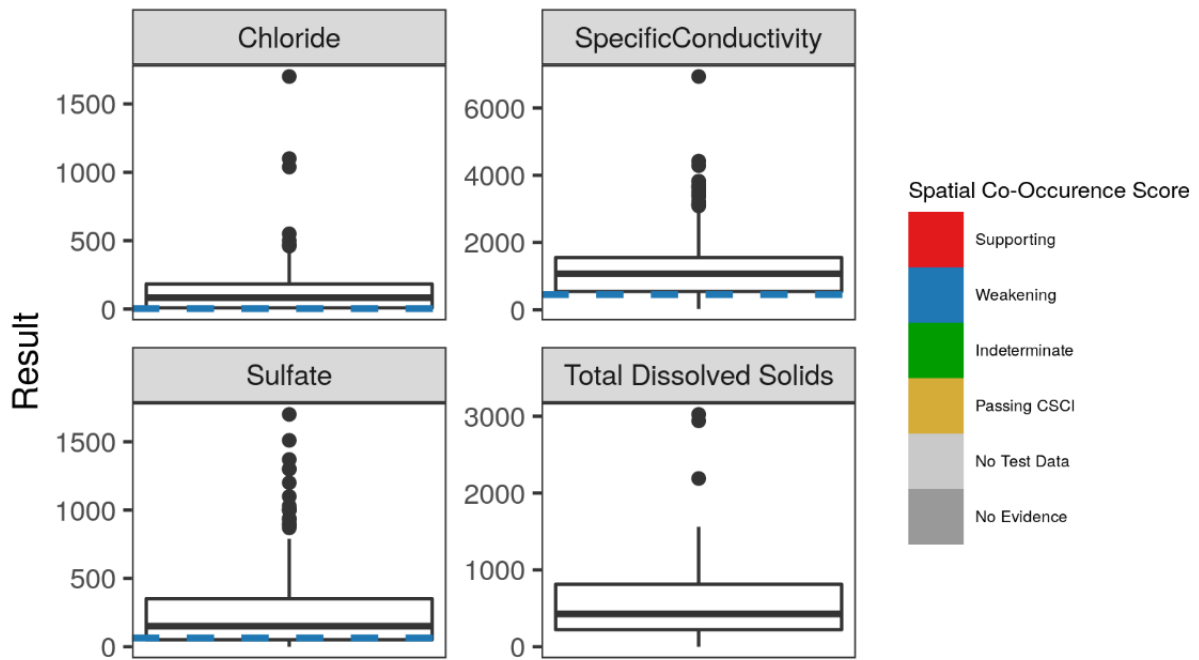 Chloride
SpecificConductivity
1500
1000
500
0
6000
4000
2000
0
Result
Sulfate
Total Dissolved Solids
1500
1000
500
0
3000
2000
1000
0
Spatial Co-Occurence Score
Supporting
Weakening
Indeterminate
Passing CSCI
No Test Data
No Evidence